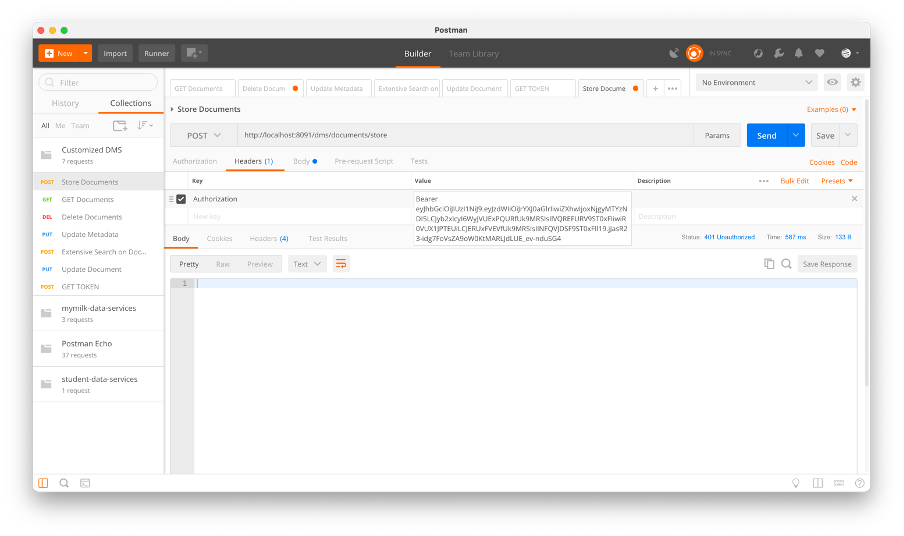 Postman
New
Import
Runner
Builder
Team Library
IN SYNC
Filter
History
Collections
All Me Team
Customized DMS
7 requests
POST Store Documents
GET GET Documents
DEL Delete Documents
PUT Update Metadata
POST Extensive Search on Doc...
PUT Update Document
POST GET TOKEN
mymilk-data-services
3 requests
Postman Echo
37 requests
student-data-services
1 request
GET Documents
Delete Docum
Update Metadata
Extensive Search on
Update Document
GET TOKEN
Store Docume
+
•••
No Environment
Store Documents
Examples (0)
POST
http://localhost:8091/dms/documents/store
Params
Send
Save
Authorization
Headers (1)
Body
Pre-request Script
Tests
Cookies
Code
Key
Value
Description
•••
Bulk Edit
Presets
Authorization
Bearer
New key
Description
Body
Cookies
Headers (4)
Test Results
Status: 401 Unauthorized
Time: 567 ms
Size: 133 B
Pretty
Raw
Preview
Text
Save Response
1